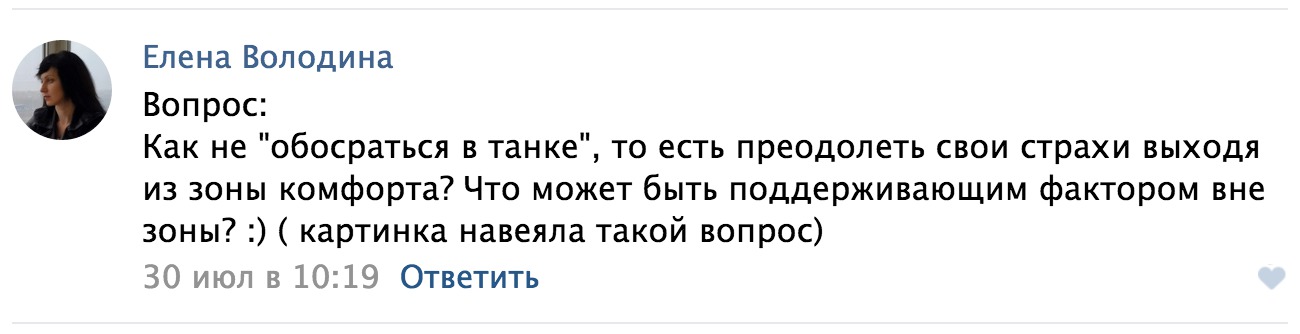 Елена Володина
Вопрос:
Как не "обосраться в танке", то есть преодолеть свои страхи выходя
из зоны комфорта? Что может быть поддерживающим фактором вне
зоны? :) ( картинка навеяла такой вопрос)
30 июл в 10:19 Ответить